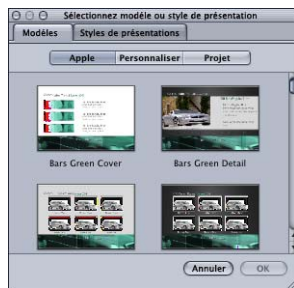 Sélectionnez modèle ou style de présentation
Modèles Styles de présentations
Apple Personnaliser Projet
Bars Green Cover Bars Green Detail
Annuler OK